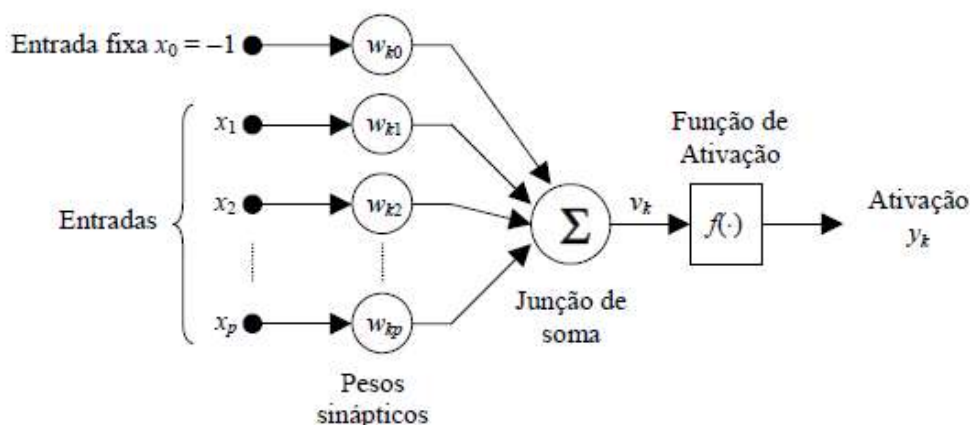 Entrada fixa x₀ = –1
wₖ₀
Entradas
x₁
wₖ₁
x₂
wₖ₂
xₚ
wₖₚ
Pesos
sinápticos
Σ
Junção de
soma
vₖ
Função de
Ativação
f(·)
Ativação
yₖ